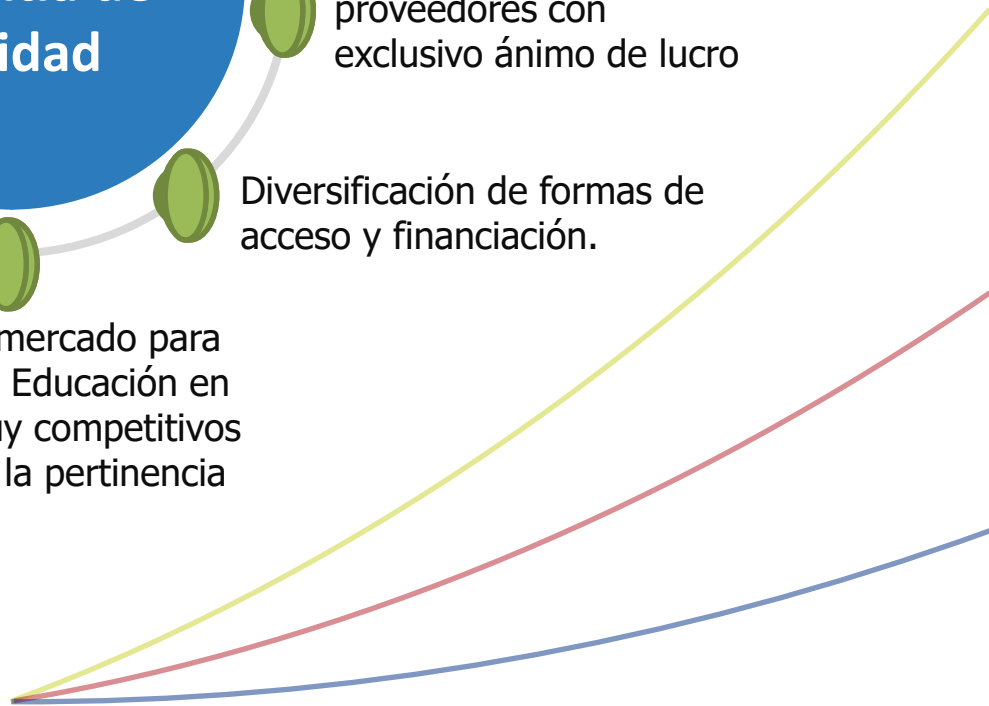 idad
proveedores con
exclusivo ánimo de lucro
Diversificación de formas de
acceso y financiación.
mercado para
Educación en
competitivos
la pertinencia